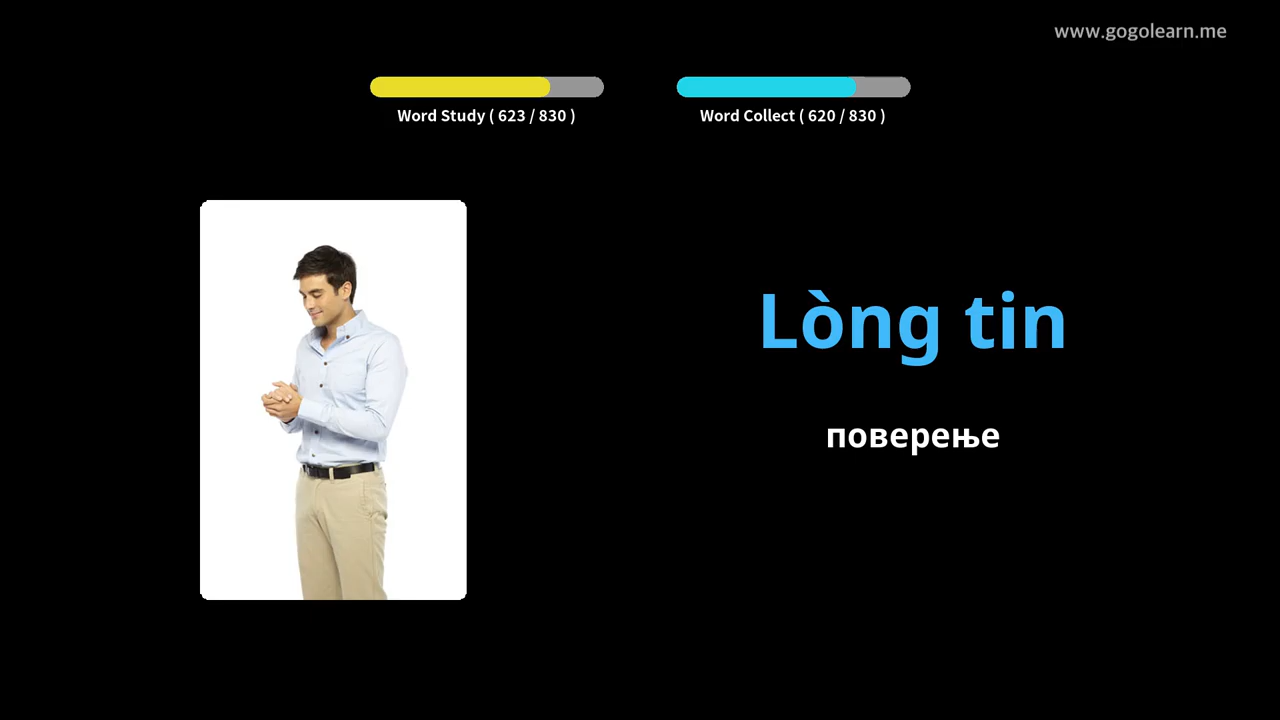 www.gogolearn.me
Word Study ( 623 / 830 )
Word Collect ( 620 / 830 )
Lòng tin
поверење